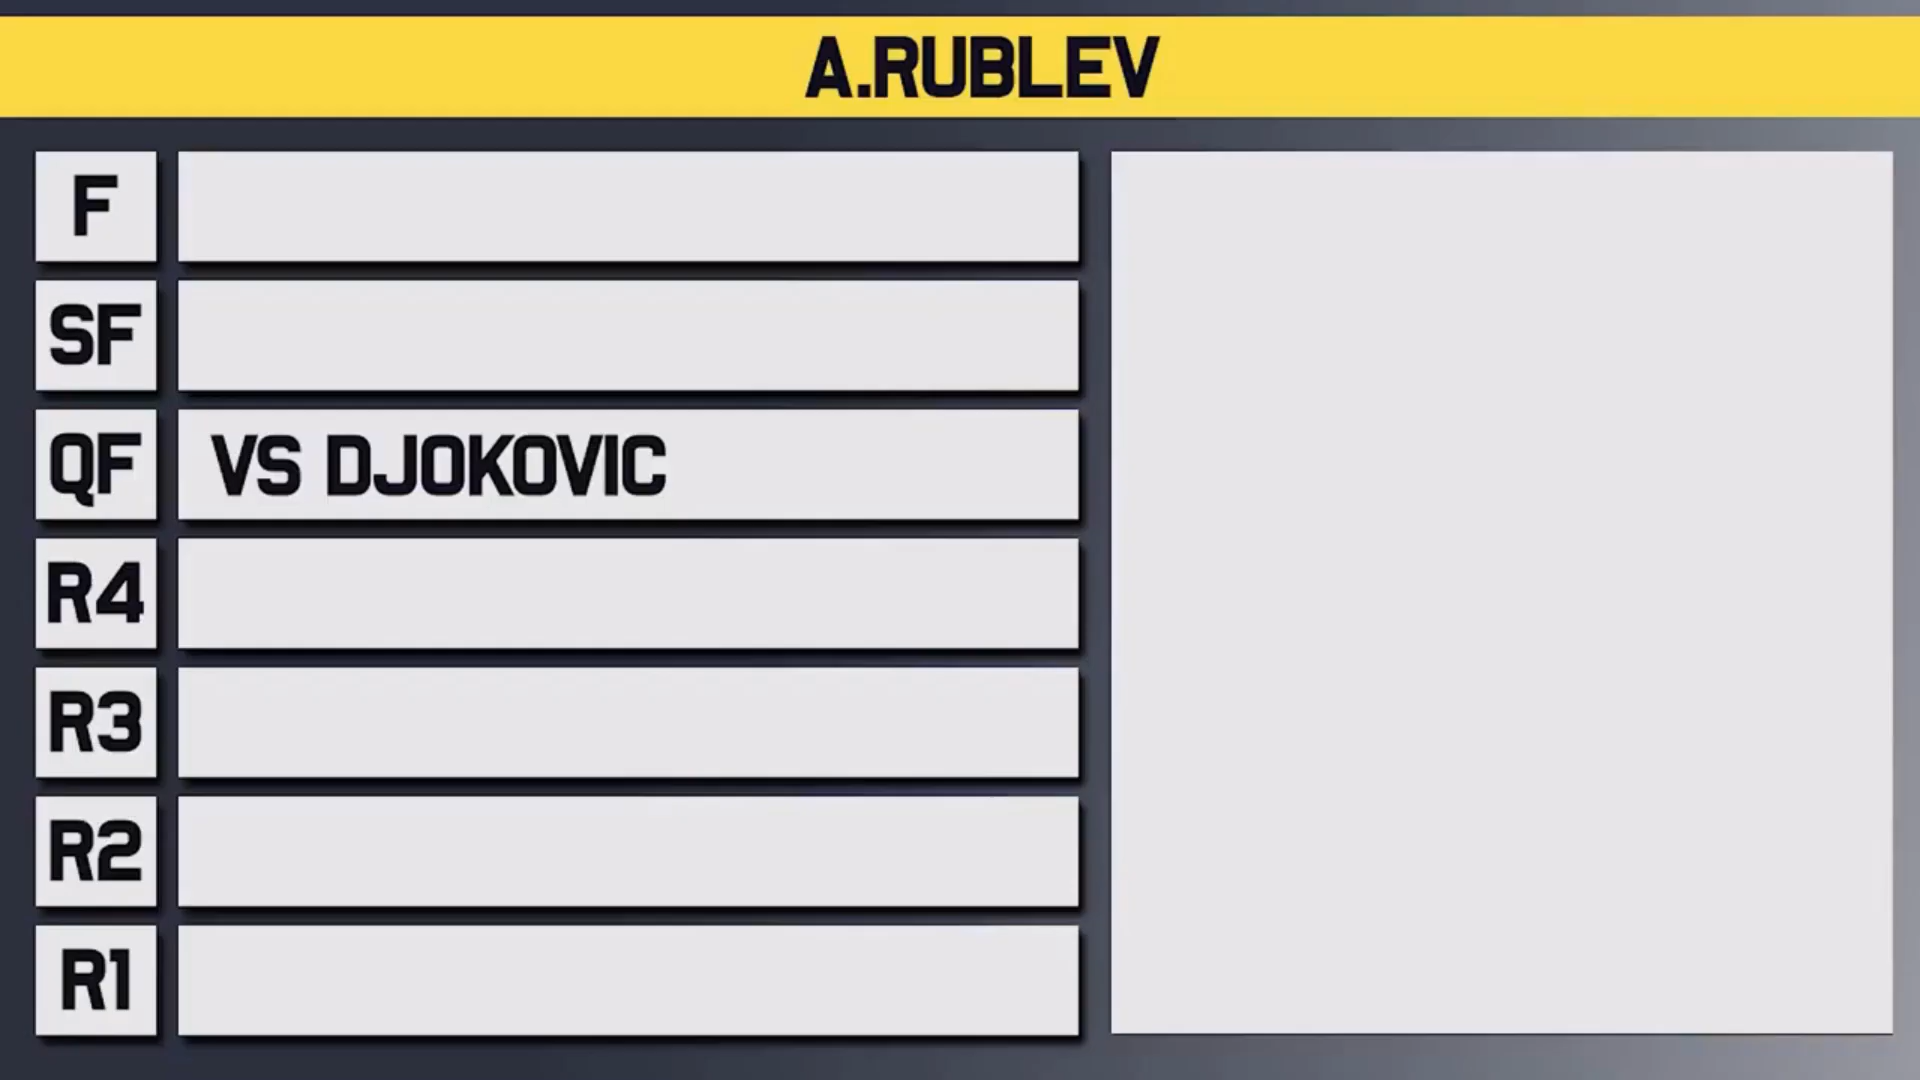 A.RUBLEV
F
SF
QF VS DJOKOVIC
R4
R3
R2
R1